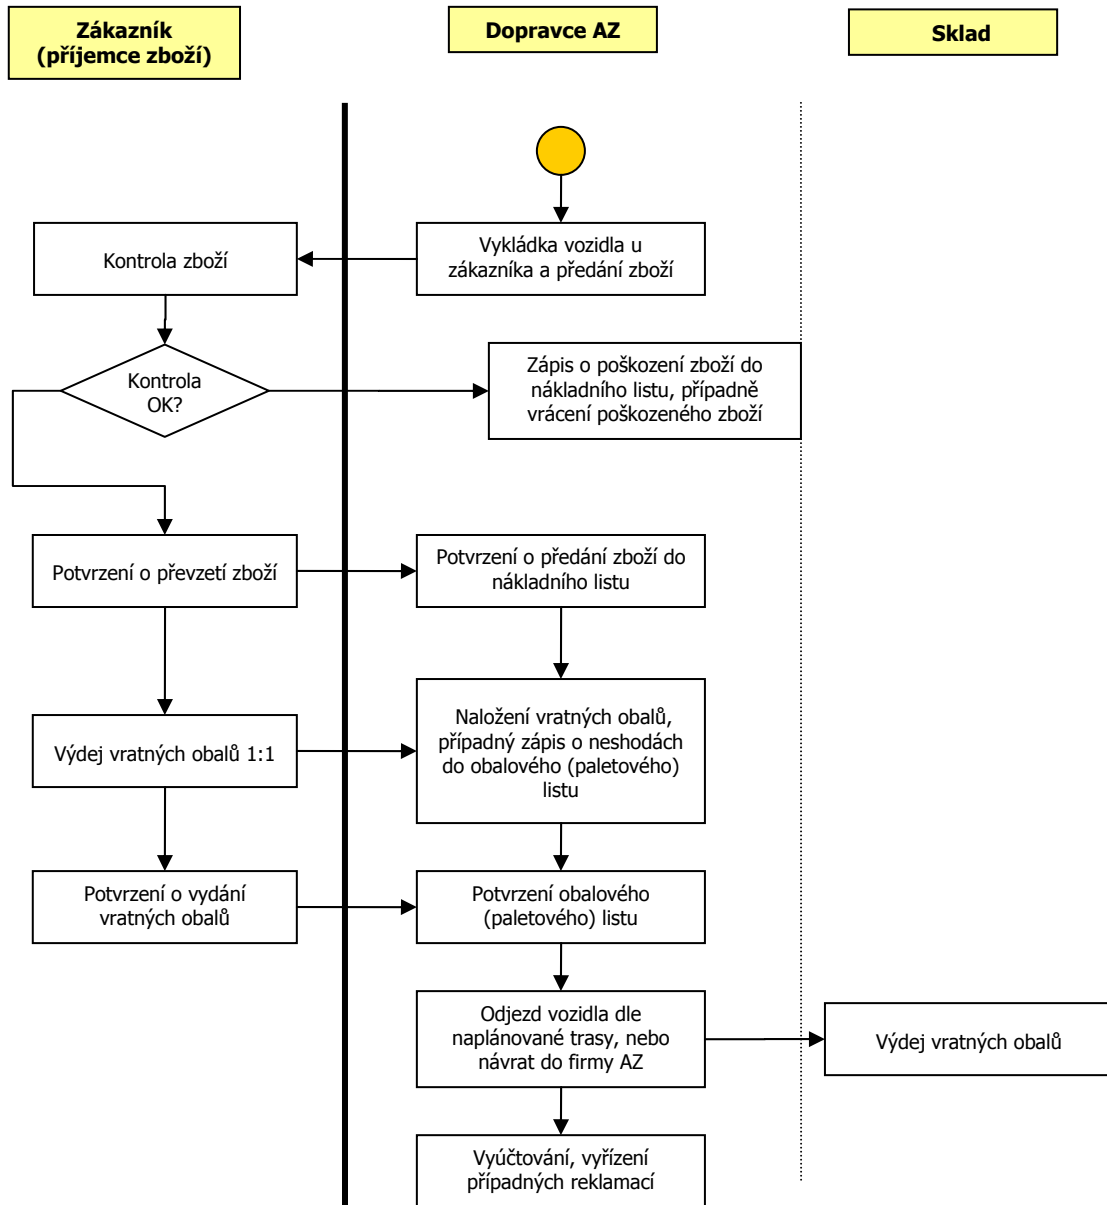 Zákazník
(příjemce zboží)
Dopravce AZ
Sklad
Vykládka vozidla u
zákazníka a předání zboží
Kontrola zboží
Kontrola
OK?
Zápis o poškození zboží do
nákladního listu, případně
vrácení poškozeného zboží
Potvrzení o převzetí zboží
Potvrzení o předání zboží do
nákladního listu
Výdej vratných obalů 1:1
Naložení vratných obalů,
případný zápis o neshodách
do obalového (paletového)
listu
Potvrzení o vydání
vratných obalů
Potvrzení obalového
(paletového) listu
Odjezd vozidla dle
naplánované trasy, nebo
návrat do firmy AZ
Výdej vratných obalů
Vyúčtování, vyřízení
případných reklamací